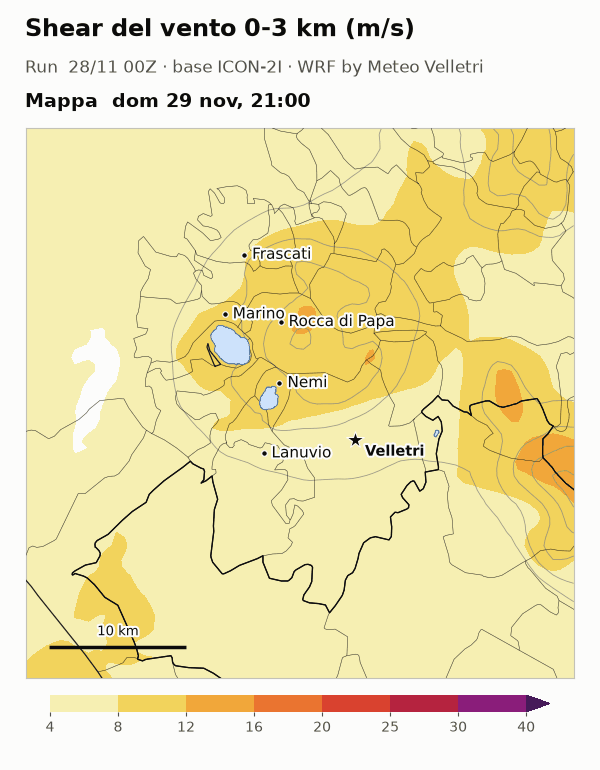 Shear del vento 0-3 km (m/s)
Run  28/11 00Z · base ICON-2I · WRF by Meteo Velletri
Mappa  dom 29 nov, 21:00
Frascati
Marino
Rocca di Papa
Nemi
Velletri
Lanuvio
10 km
4 8 12 16 20 25 30 40